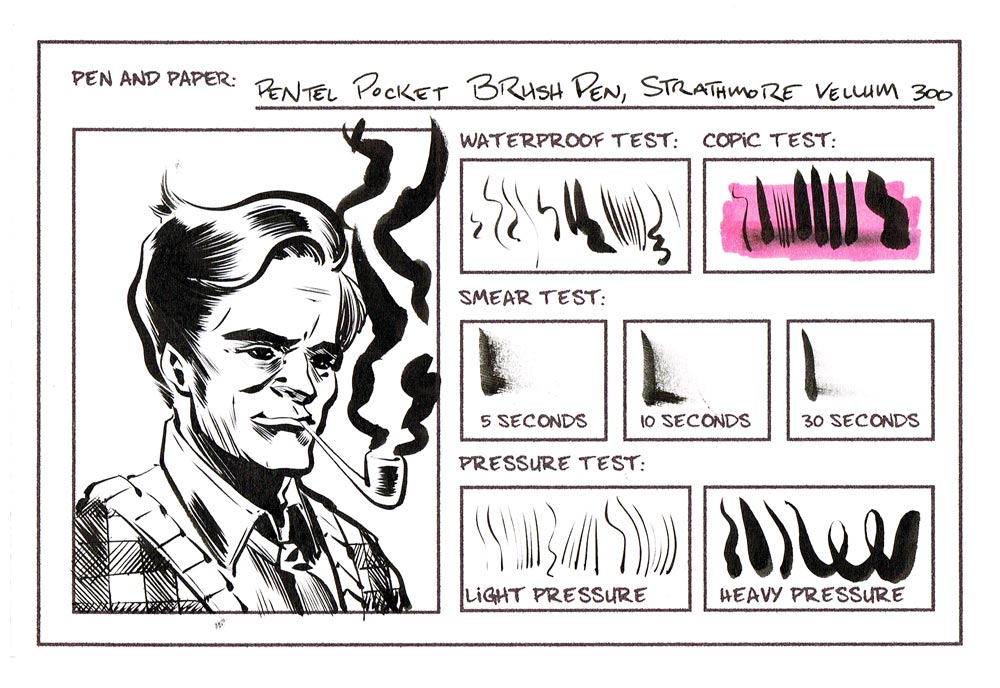 PEN AND PAPER: PENTEL POCKET BRUSH PEN, STRATHMORE VELLUM 300
WATERPROOF TEST: COPIC TEST:
SMEAR TEST:
5 SECONDS 10 SECONDS 30 SECONDS
PRESSURE TEST:
LIGHT PRESSURE HEAVY PRESSURE